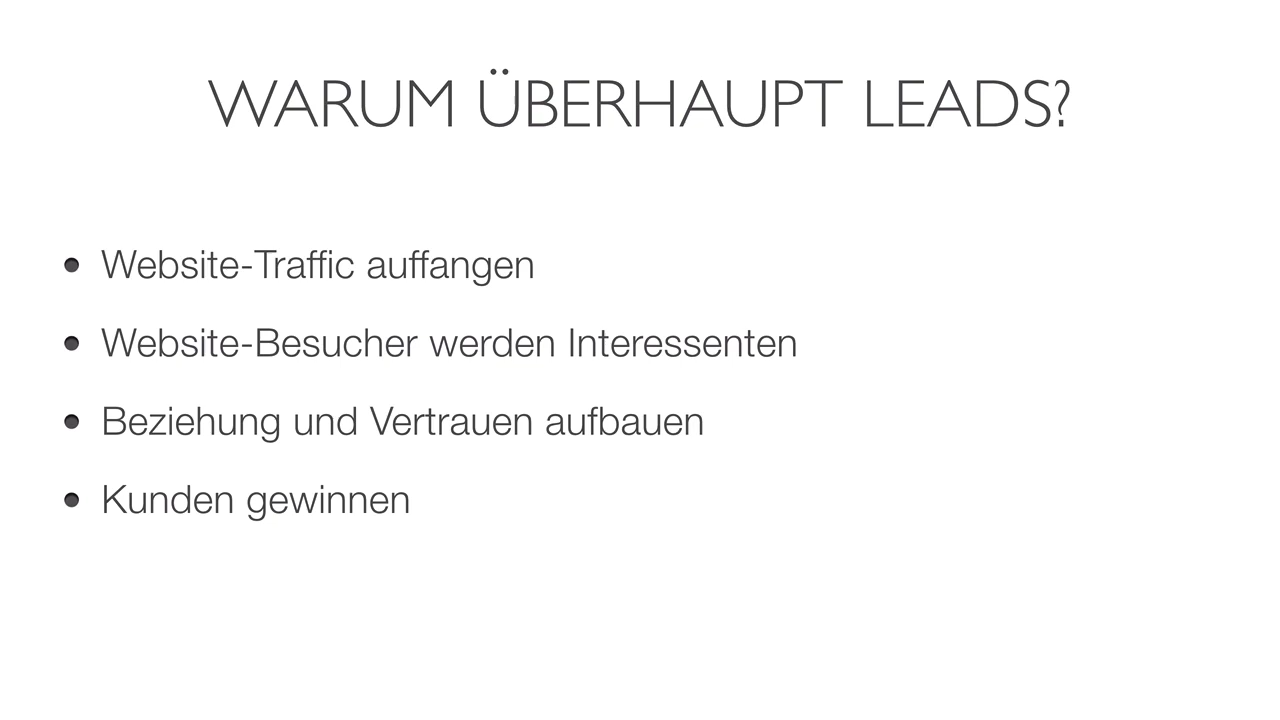 WARUM ÜBERHAUPT LEADS?
• Website-Traffic auffangen
• Website-Besucher werden Interessenten
• Beziehung und Vertrauen aufbauen
• Kunden gewinnen